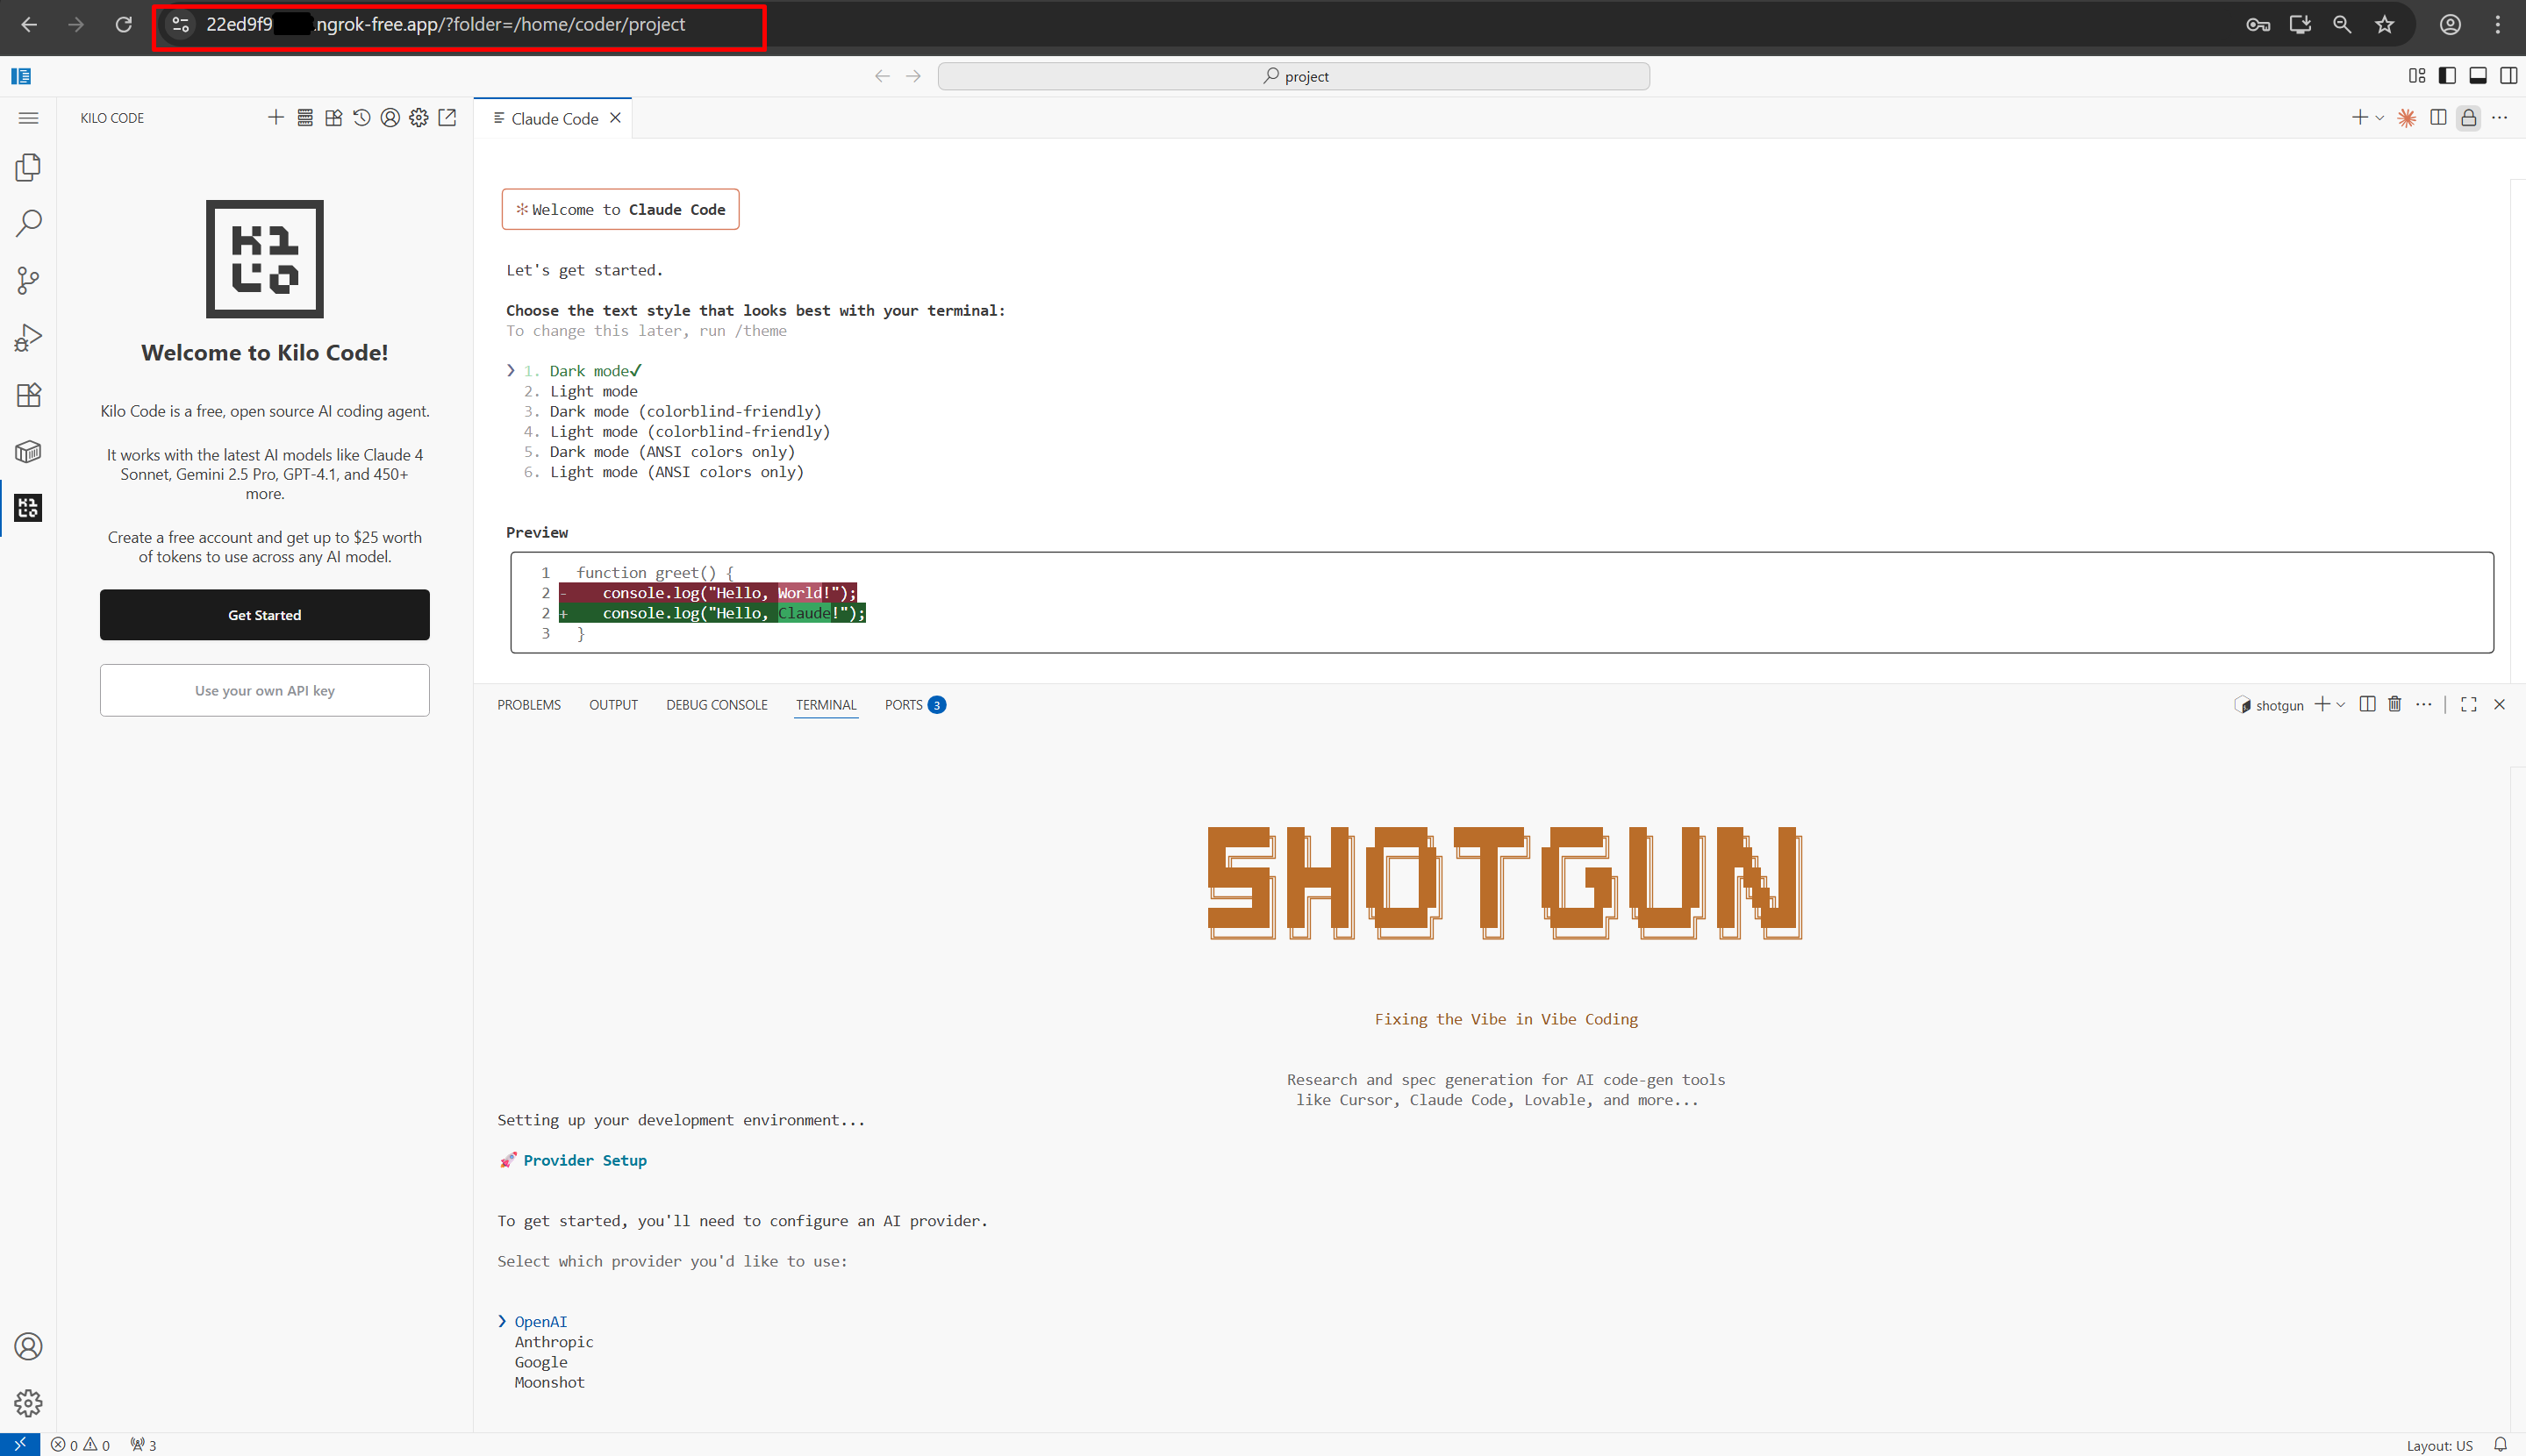 22ed9f9 .ngrok-free.app/?folder=/home/coder/project
project
KILO CODE
Claude Code
KILO
Welcome to Kilo Code!
Kilo Code is a free, open source AI coding agent.
It works with the latest AI models like Claude 4
Sonnet, Gemini 2.5 Pro, GPT-4.1, and 450+
more.
Create a free account and get up to $25 worth
of tokens to use across any AI model.
Get Started
Use your own API key
✻ Welcome to Claude Code
Let's get started.
Choose the text style that looks best with your terminal:
To change this later, run /theme
❯ 1. Dark mode✔
2. Light mode
3. Dark mode (colorblind-friendly)
4. Light mode (colorblind-friendly)
5. Dark mode (ANSI colors only)
6. Light mode (ANSI colors only)
Preview
1 function greet() {
2 - console.log("Hello, World!");
2 + console.log("Hello, Claude!");
3 }
PROBLEMS OUTPUT DEBUG CONSOLE TERMINAL PORTS 3
shotgun
SHOTGUN
Fixing the Vibe in Vibe Coding
Research and spec generation for AI code-gen tools
like Cursor, Claude Code, Lovable, and more...
Setting up your development environment...
🚀 Provider Setup
To get started, you'll need to configure an AI provider.
Select which provider you'd like to use:
❯ OpenAI
Anthropic
Google
Moonshot
0 0 3
Layout: US